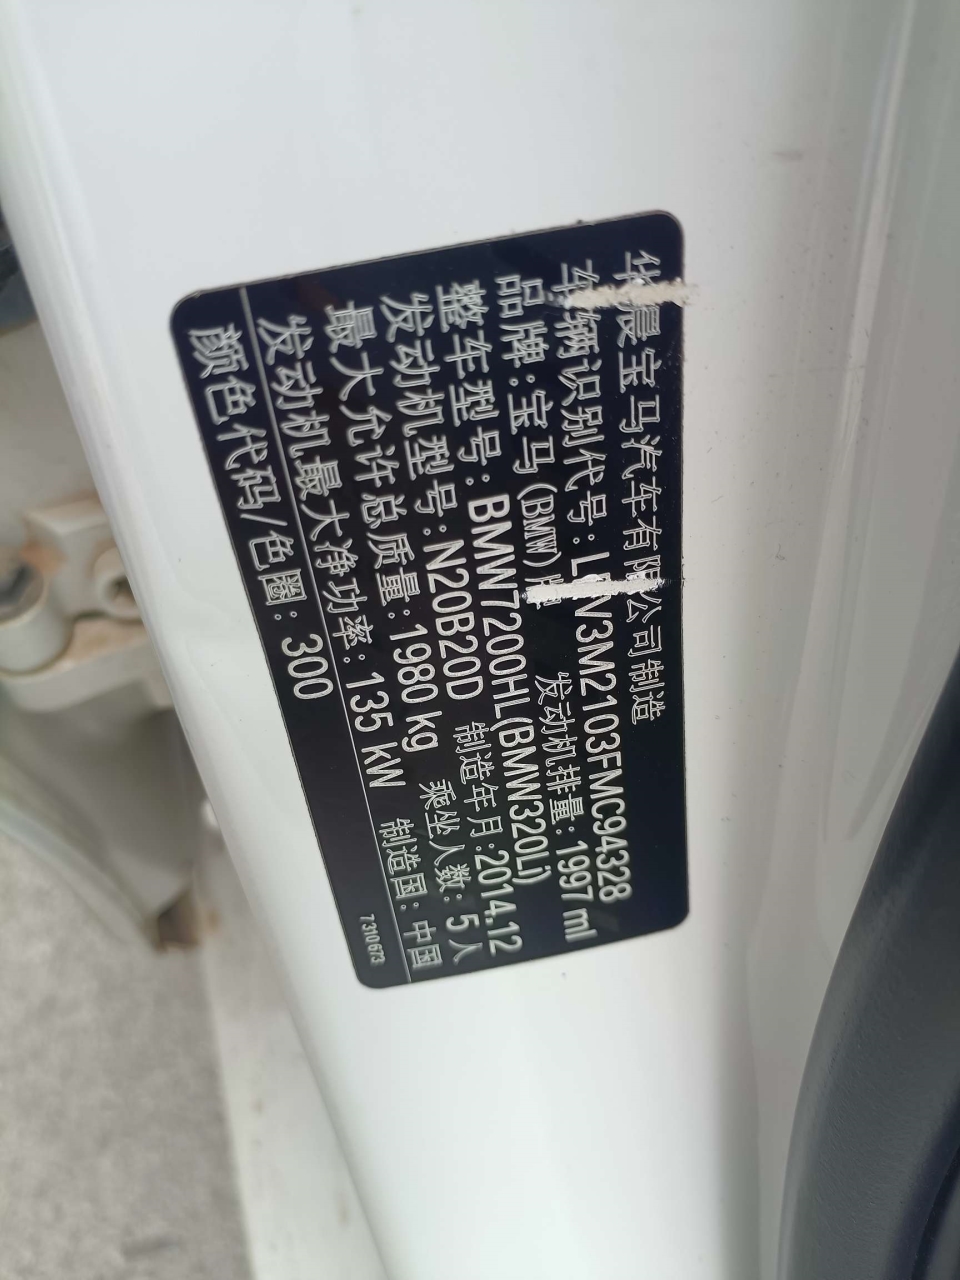 华晨宝马汽车有限公司制造
车辆识别代号:L V3M2103FMC94328
品牌:宝马(BMW)牌 发动机排量:1997 ml
整车型号:BMW7200HL(BMW320Li)
发动机型号:N20B20D 制造年月:2014.12
最大允许总质量:1980 kg 乘坐人数:5人
发动机最大净功率:135 kW 制造国:中国
颜色代码/色圈:300
7310673